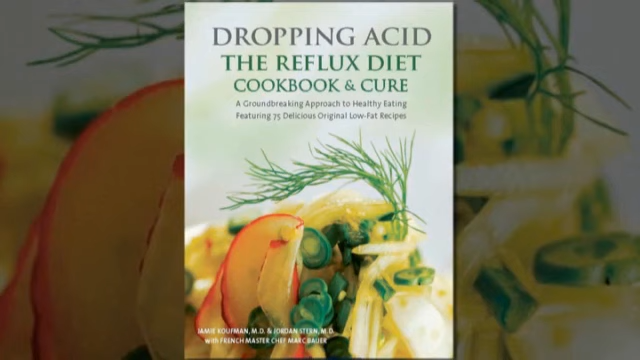 DROPPING ACID
THE REFLUX DIET
COOKBOOK & CURE
A Groundbreaking Approach to Healthy Eating
Featuring 75 Delicious Original Low-Fat Recipes
JAMIE KOUFMAN, M.D. & JORDAN STERN, M.D.
with FRENCH MASTER CHEF MARC BAUER